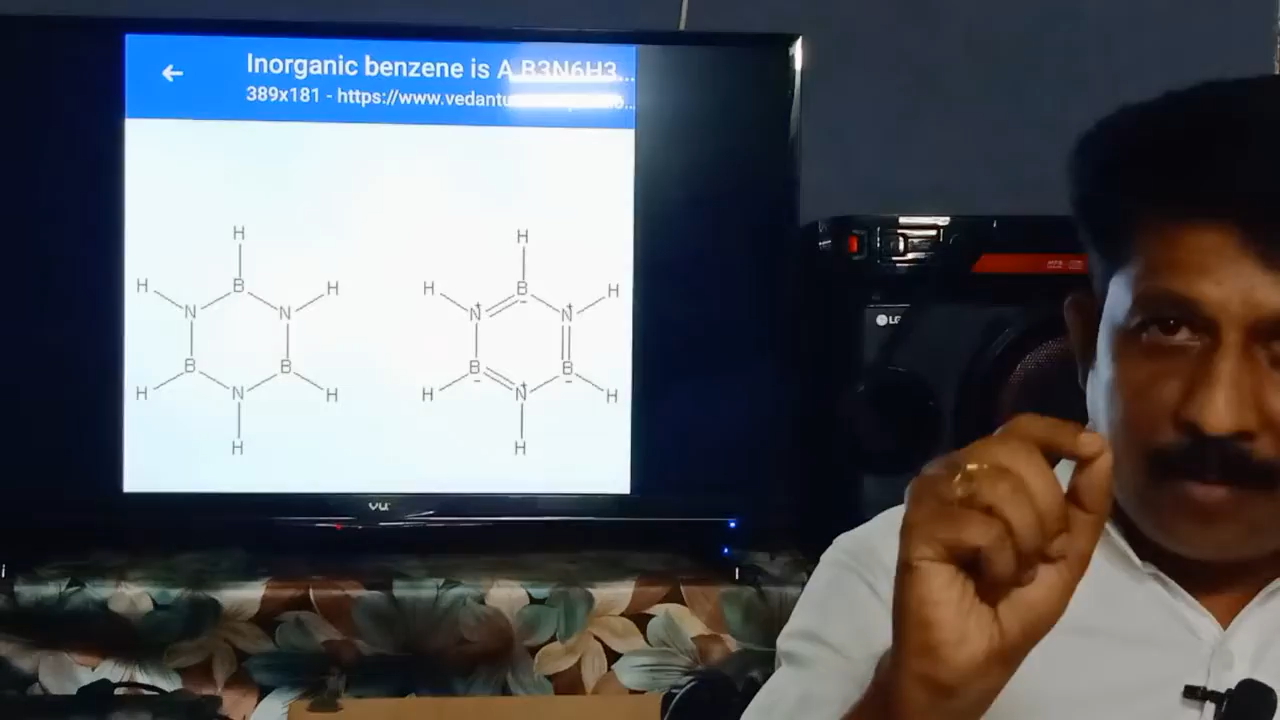 Inorganic benzene is A B3N6H3...
389x181 - https://www.vedantu
H
H B H
N N
B B
H N H
H
H
H B H
N+ N+
- -
B B
- -
H N+ H
H
LG
vu